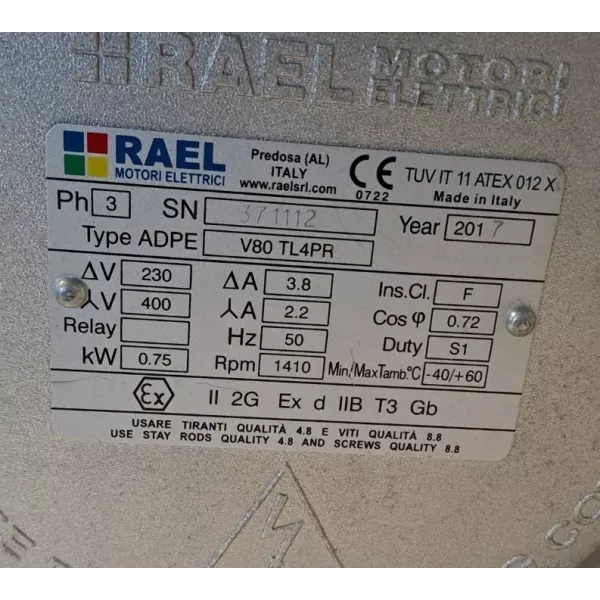 RAEL MOTORI ELETTRICI
RAEL
MOTORI ELETTRICI
Predosa (AL)
ITALY
www.raelsrl.com
CE
0722
TUV IT 11 ATEX 012 X
Made in Italy
Ph 3 SN 371112 Year 2017
Type ADPE V80 TL4PR
ΔV 230 ΔA 3.8 Ins.Cl. F
⅄V 400 ⅄A 2.2 Cos φ 0.72
Relay Hz 50 Duty S1
kW 0.75 Rpm 1410 Min/MaxTamb.°C -40/+60
Ex II 2G Ex d IIB T3 Gb
USARE TIRANTI QUALITÀ 4.8 E VITI QUALITÀ 8.8
USE STAY RODS QUALITY 4.8 AND SCREWS QUALITY 8.8